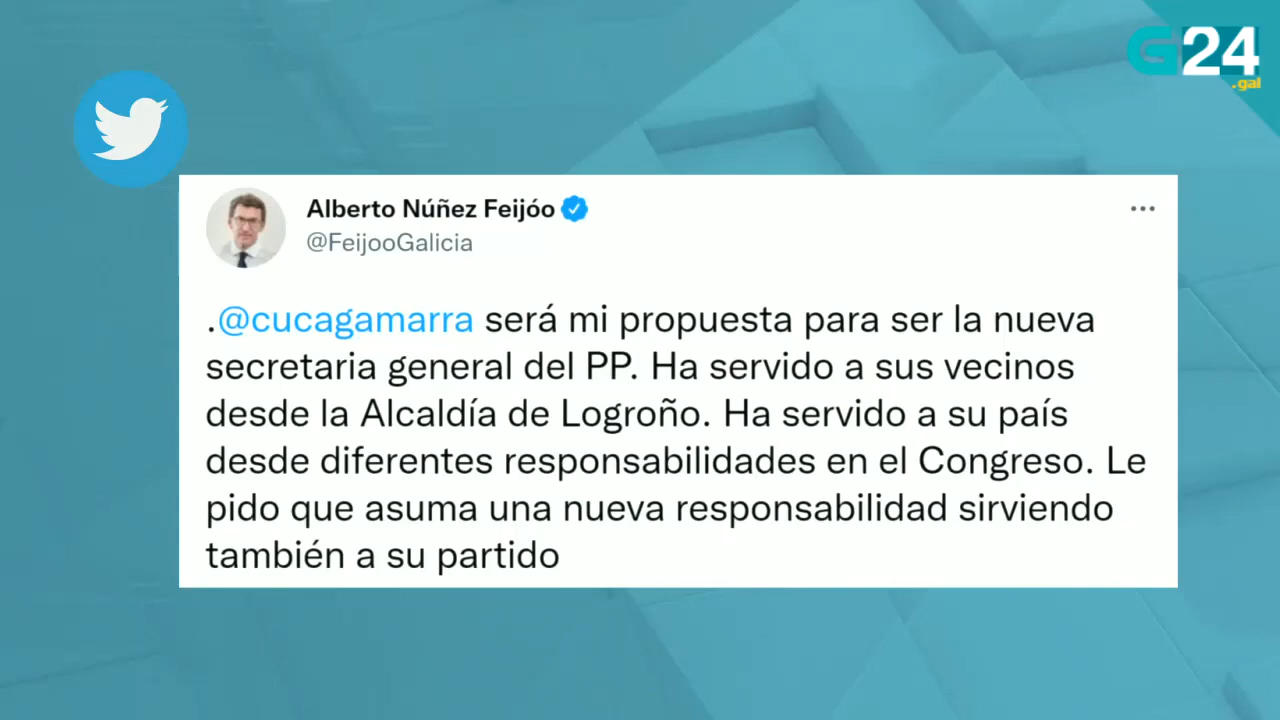 G24
.gal
Alberto Núñez Feijóo
@FeijooGalicia
.@cucagamarra será mi propuesta para ser la nueva
secretaria general del PP. Ha servido a sus vecinos
desde la Alcaldía de Logroño. Ha servido a su país
desde diferentes responsabilidades en el Congreso. Le
pido que asuma una nueva responsabilidad sirviendo
también a su partido